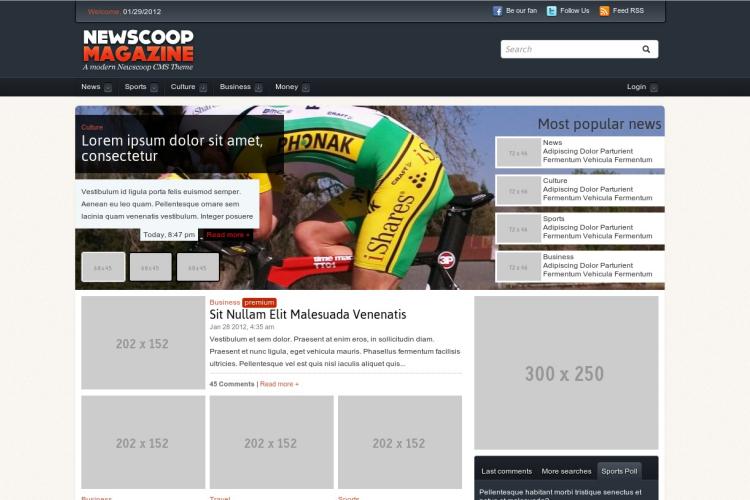 Welcome, 01/29/2012
Be our fan
Follow Us
Feed RSS
NEWSCOOP
MAGAZINE
A modern Newscoop CMS Theme
Search
News
Sports
Culture
Business
Money
Login
Culture
Lorem ipsum dolor sit amet,
consectetur
Vestibulum id ligula porta felis euismod semper.
Aenean eu leo quam. Pellentesque ornare sem
lacinia quam venenatis vestibulum. Integer posuere
Today, 8:47 pm
Read more +
68x45
68x45
68x45
iShares
CRAFT
PHONAK
iShares
time
TTO1
Most popular news
72 x 46
News
Adipiscing Dolor Parturient
Fermentum Vehicula Fermentum
72 x 46
Culture
Adipiscing Dolor Parturient
Fermentum Vehicula Fermentum
72 x 46
Sports
Adipiscing Dolor Parturient
Fermentum Vehicula Fermentum
72 x 46
Business
Adipiscing Dolor Parturient
Fermentum Vehicula Fermentum
202 x 152
Business premium
Sit Nullam Elit Malesuada Venenatis
Jan 28 2012, 4:35 am
Vestibulum et sem dolor. Praesent at enim eros, in sollicitudin diam.
Praesent et nunc ligula, eget vehicula mauris. Phasellus fermentum facilisis
ultricies. Pellentesque vel est quis nisl iaculis aliquet quis...
45 Comments | Read more +
300 x 250
202 x 152
202 x 152
202 x 152
Business
Travel
Sports
Last comments
More searches
Sports Poll
Pellentesque habitant morbi tristique senectus et